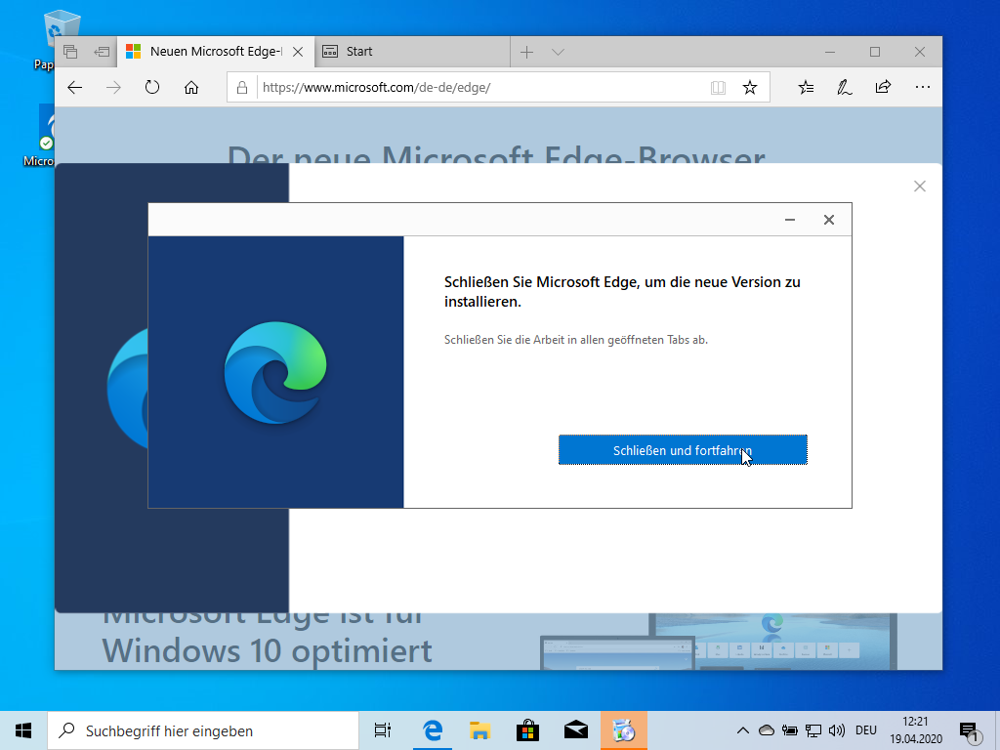 Pap
Micro
Neuen Microsoft Edge-
Start
https://www.microsoft.com/de-de/edge/
Der neue Microsoft Edge-Browser
Schließen Sie Microsoft Edge, um die neue Version zu
installieren.
Schließen Sie die Arbeit in allen geöffneten Tabs ab.
Schließen und fortfahren
Microsoft Edge ist für
Windows 10 optimiert
Suchbegriff hier eingeben
DEU
12:21
19.04.2020
1